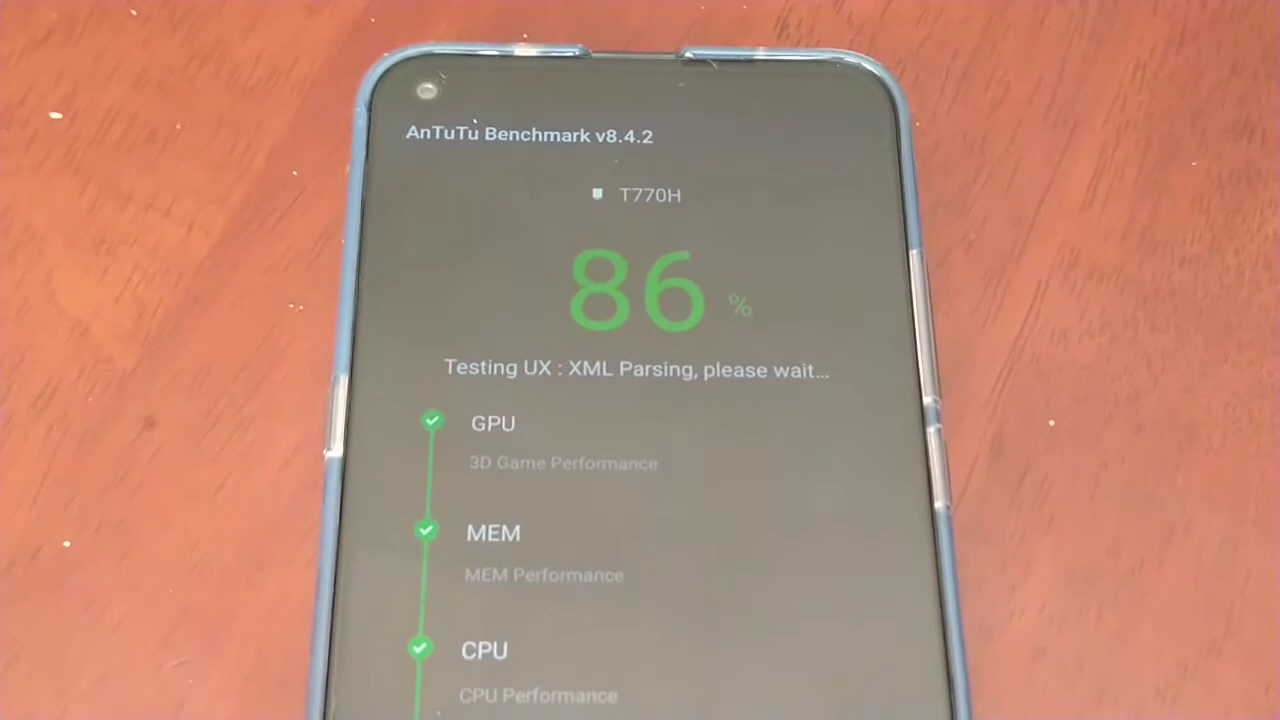 AnTuTu Benchmark v8.4.2
T770H
86 %
Testing UX : XML Parsing, please wait...
GPU
3D Game Performance
MEM
MEM Performance
CPU
CPU Performance